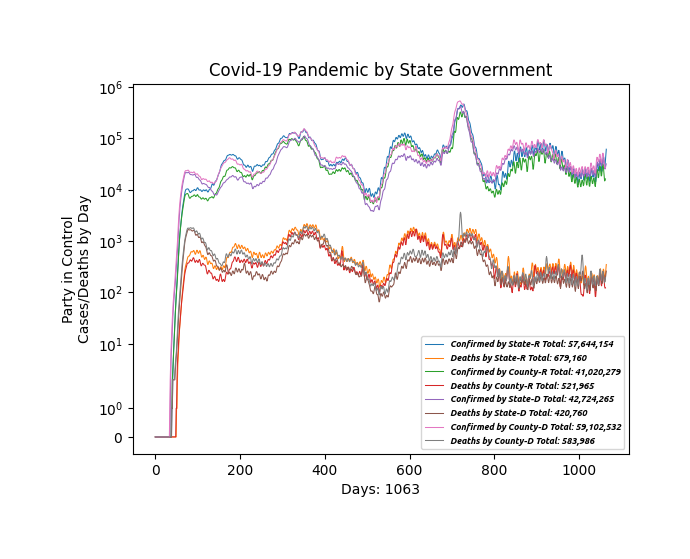 Covid-19 Pandemic by State Government
Party in Control
Cases/Deaths by Day
10^6
10^5
10^4
10^3
10^2
10^1
10^0
0
Confirmed by State-R Total: 57,644,154
Deaths by State-R Total: 679,160
Confirmed by County-R Total: 41,020,279
Deaths by County-R Total: 521,965
Confirmed by State-D Total: 42,724,265
Deaths by State-D Total: 420,760
Confirmed by County-D Total: 59,102,532
Deaths by County-D Total: 583,986
0 200 400 600 800 1000
Days: 1063